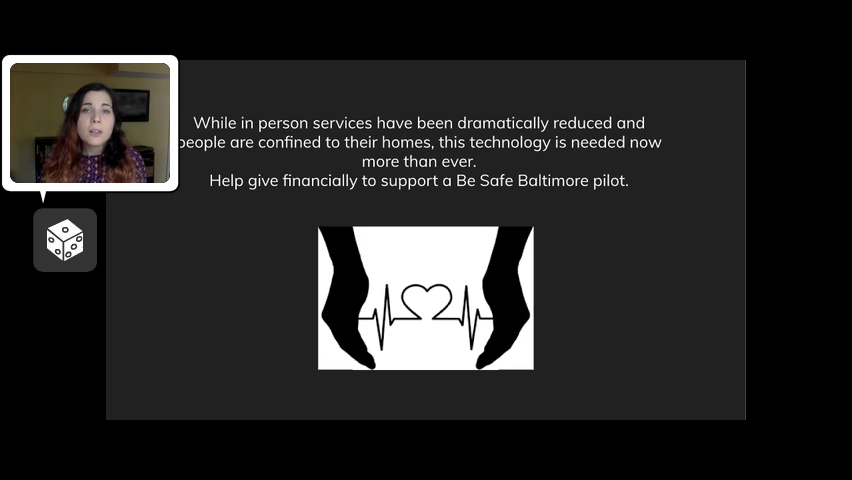 While in person services have been dramatically reduced and
people are confined to their homes, this technology is needed now
more than ever.
Help give financially to support a Be Safe Baltimore pilot.